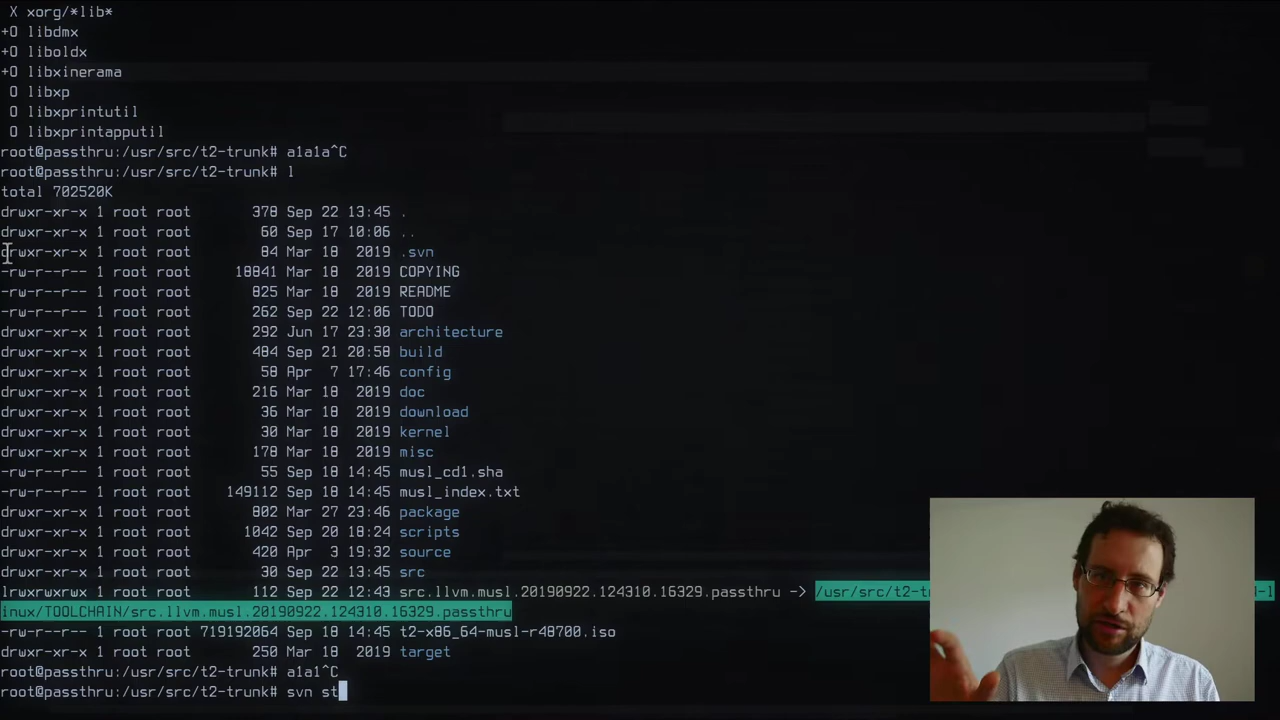 X xorg/*lib*
+O libdmx
+O liboldx
+O libxinerama
O libxp
O libxprintutil
O libxprintapputil
root@passthru:/usr/src/t2-trunk# a1a1a^C
root@passthru:/usr/src/t2-trunk# l
total 702520K
drwxr-xr-x 1 root root 378 Sep 22 13:45 .
drwxr-xr-x 1 root root 60 Sep 17 10:06 ..
drwxr-xr-x 1 root root 84 Mar 18 2019 .svn
-rw-r--r-- 1 root root 18041 Mar 18 2019 COPYING
-rw-r--r-- 1 root root 825 Mar 18 2019 README
-rw-r--r-- 1 root root 262 Sep 22 12:06 TODO
drwxr-xr-x 1 root root 292 Jun 17 23:30 architecture
drwxr-xr-x 1 root root 484 Sep 21 20:58 build
drwxr-xr-x 1 root root 58 Apr 7 17:46 config
drwxr-xr-x 1 root root 216 Mar 18 2019 doc
drwxr-xr-x 1 root root 36 Mar 18 2019 download
drwxr-xr-x 1 root root 30 Mar 18 2019 kernel
drwxr-xr-x 1 root root 178 Mar 18 2019 misc
-rw-r--r-- 1 root root 55 Sep 18 14:45 musl_cd1.sha
-rw-r--r-- 1 root root 149112 Sep 18 14:45 musl_index.txt
drwxr-xr-x 1 root root 802 Mar 27 23:46 package
drwxr-xr-x 1 root root 1042 Sep 20 18:24 scripts
drwxr-xr-x 1 root root 420 Apr 3 19:32 source
drwxr-xr-x 1 root root 30 Sep 22 13:45 src
lrwxrwxrwx 1 root root 112 Sep 22 12:43 src.llvm.musl.20190922.124310.16329.passthru -> /usr/src/t2-t
inux/TOOLCHAIN/src.llvm.musl.20190922.124310.16329.passthru
-rw-r--r-- 1 root root 719192064 Sep 18 14:45 t2-x86_64-musl-r48700.iso
drwxr-xr-x 1 root root 250 Mar 18 2019 target
root@passthru:/usr/src/t2-trunk# a1a1^C
root@passthru:/usr/src/t2-trunk# svn st